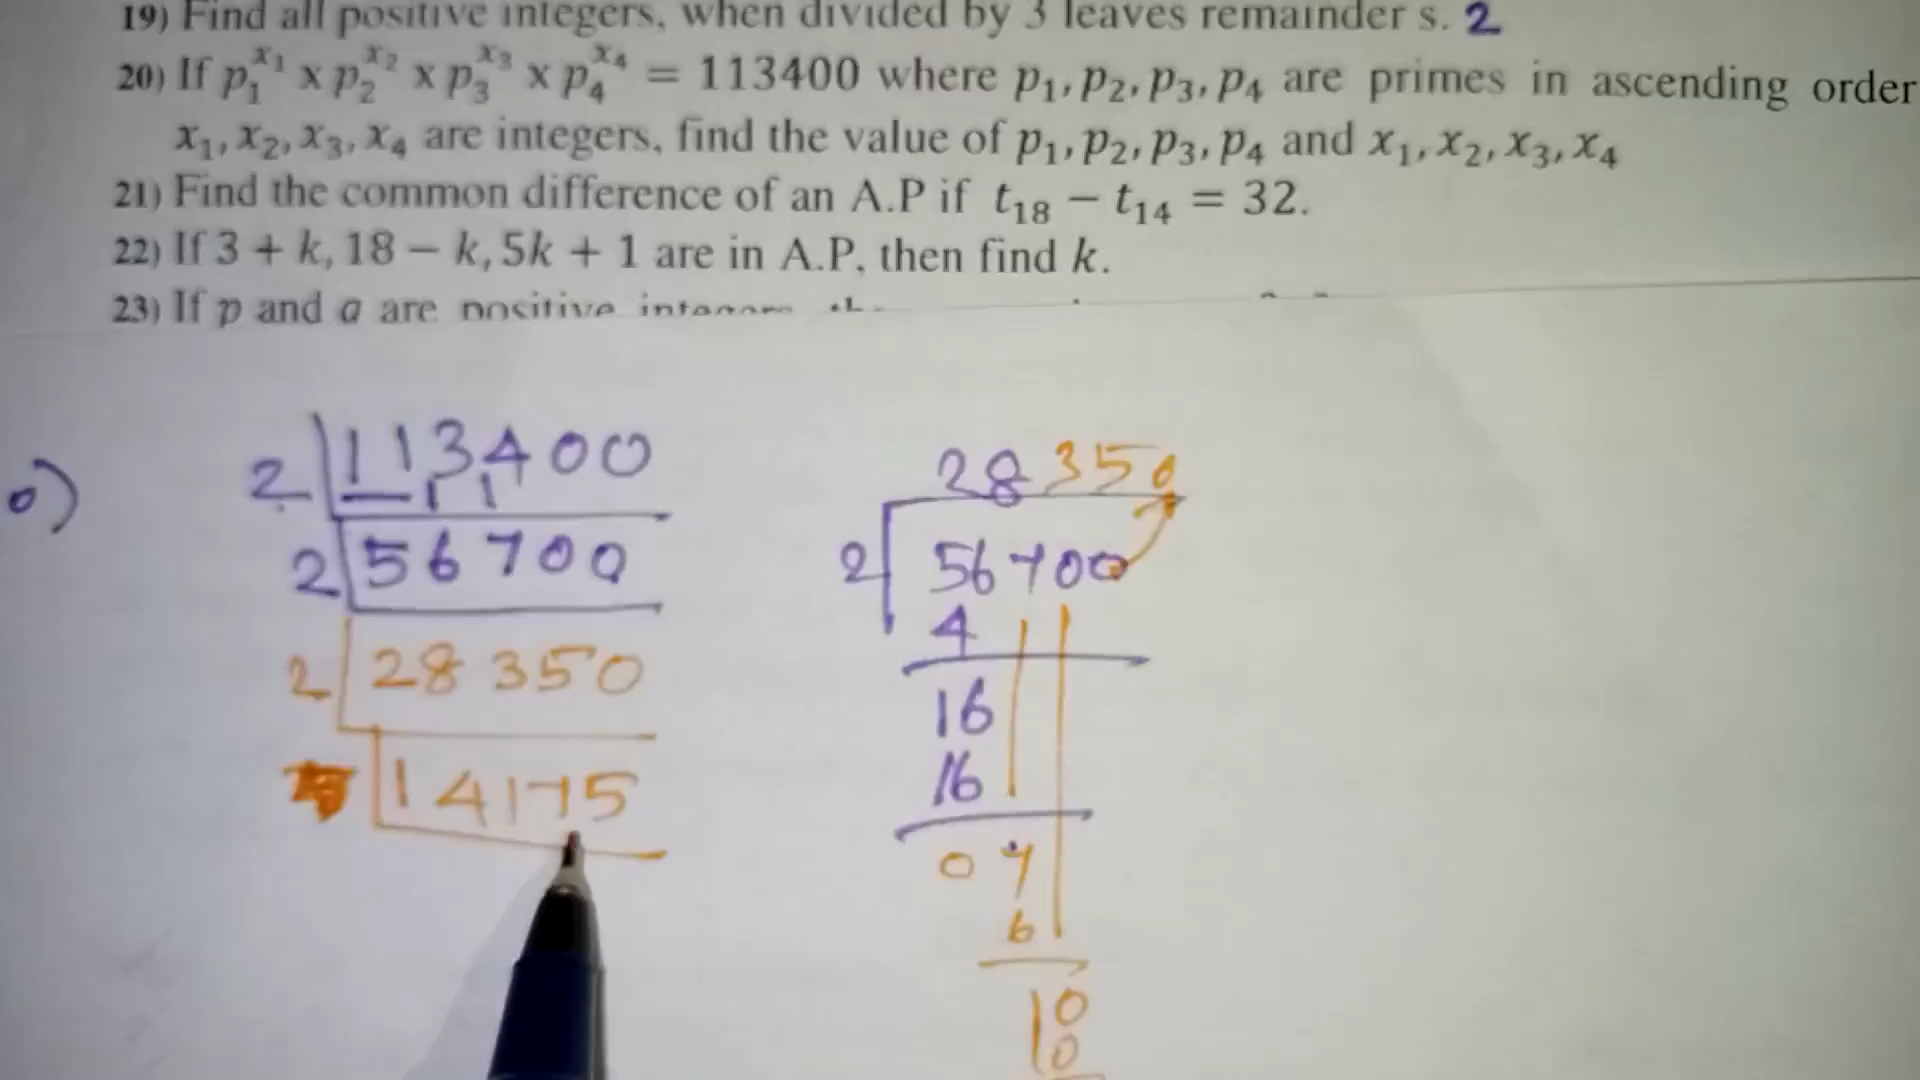 19) Find all positive integers, when divided by 3 leaves remainder s. 2
20) If p₁^x₁ x p₂^x₂ x p₃^x₃ x p₄^x₄ = 113400 where p₁, p₂, p₃, p₄ are primes in ascending order
x₁, x₂, x₃, x₄ are integers, find the value of p₁, p₂, p₃, p₄ and x₁, x₂, x₃, x₄
21) Find the common difference of an A.P if t₁₈ − t₁₄ = 32.
22) If 3 + k, 18 − k, 5k + 1 are in A.P, then find k.
23) If p and q are positive integers
0)
2 113400
2 56700
2 28350
14175
28350
2 56700
4
16
16
07
6
10
10